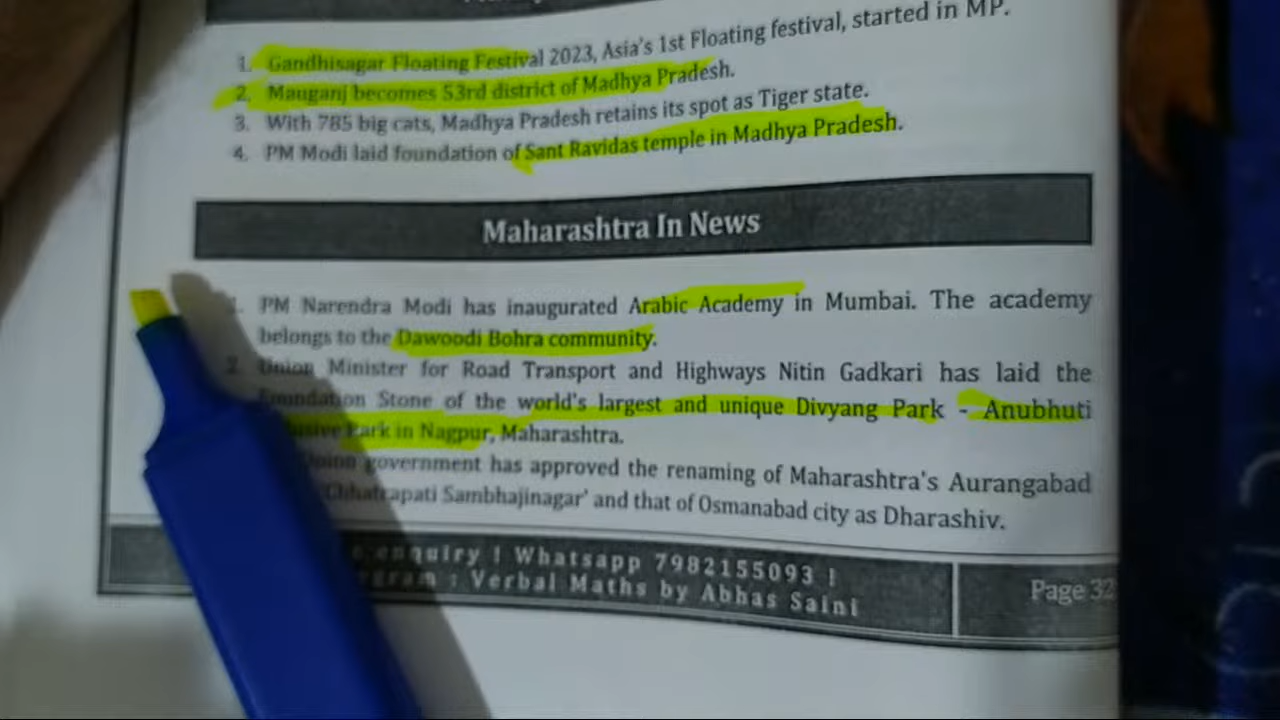 1. Gandhisagar Floating Festival 2023, Asia's 1st Floating festival, started in MP.
2. Mauganj becomes 53rd district of Madhya Pradesh.
3. With 785 big cats, Madhya Pradesh retains its spot as Tiger state.
4. PM Modi laid foundation of Sant Ravidas temple in Madhya Pradesh.
Maharashtra In News
1. PM Narendra Modi has inaugurated Arabic Academy in Mumbai. The academy
belongs to the Dawoodi Bohra community.
2. Union Minister for Road Transport and Highways Nitin Gadkari has laid the
Foundation Stone of the world's largest and unique Divyang Park - Anubhuti
Park in Nagpur, Maharashtra.
Union government has approved the renaming of Maharashtra's Aurangabad
'Chhatrapati Sambhajinagar' and that of Osmanabad city as Dharashiv.
enquiry ! Whatsapp 7982155093 !
: Verbal Maths by Abhas Saini
Page 32